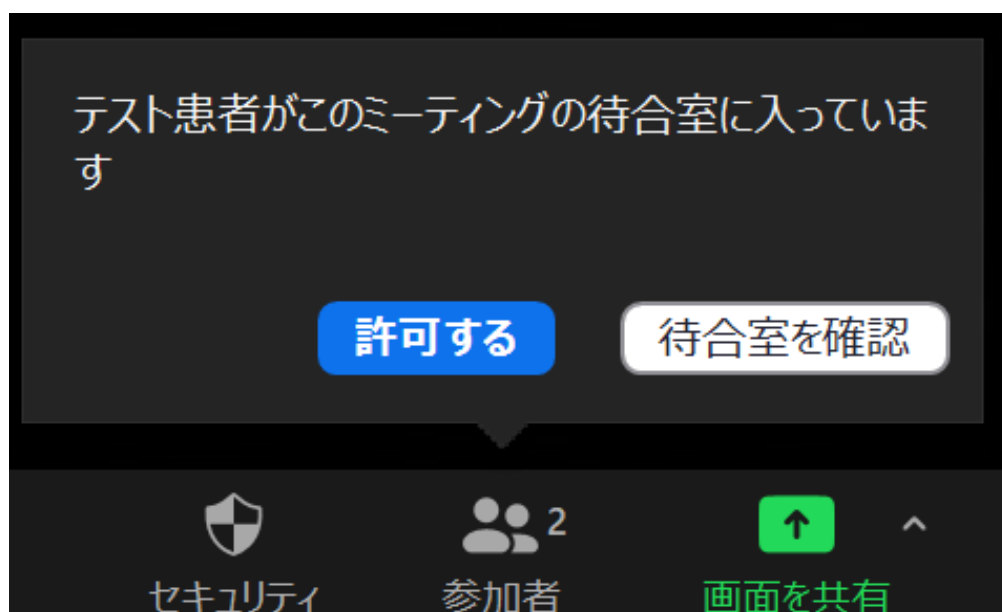 テスト患者がこのミーティングの待合室に入っていま
す
許可する
待合室を確認
2
セキュリティ
参加者
画面を共有